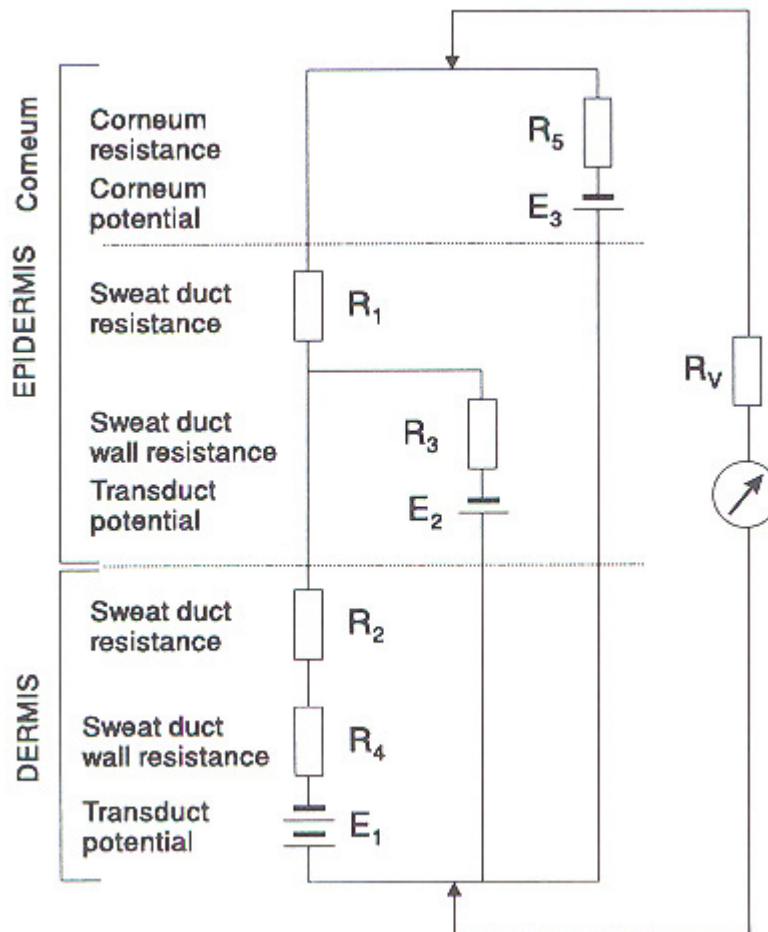 EPIDERMIS Corneum
Corneum
resistance
Corneum
potential
R5
E3
Sweat duct
resistance
R1
RV
Sweat duct
wall resistance
Transduct
potential
R3
E2
DERMIS
Sweat duct
resistance
R2
Sweat duct
wall resistance
R4
Transduct
potential
E1